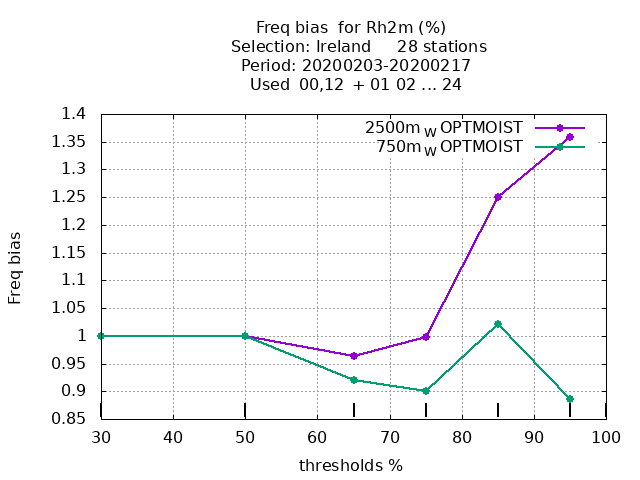 Freq bias for Rh2m (%)
Selection: Ireland 28 stations
Period: 20200203-20200217
Used 00,12 + 01 02 ... 24
2500m W OPTMOIST
750m W OPTMOIST
1.4
1.35
1.3
1.25
1.2
1.15
1.1
1.05
1
0.95
0.9
0.85
Freq bias
30 40 50 60 70 80 90 100
thresholds %